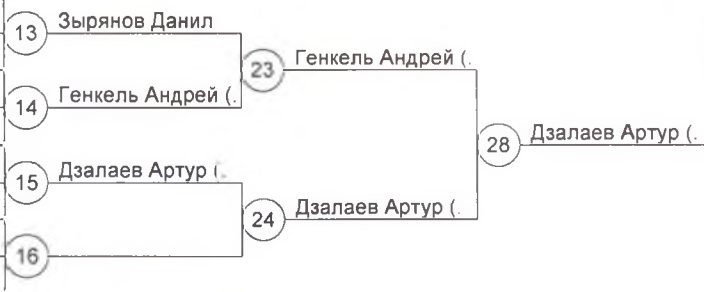 13 Зырянов Данил
23 Генкель Андрей (.
14 Генкель Андрей (.
28 Дзалаев Артур (.
15 Дзалаев Артур (.
24 Дзалаев Артур (.
16